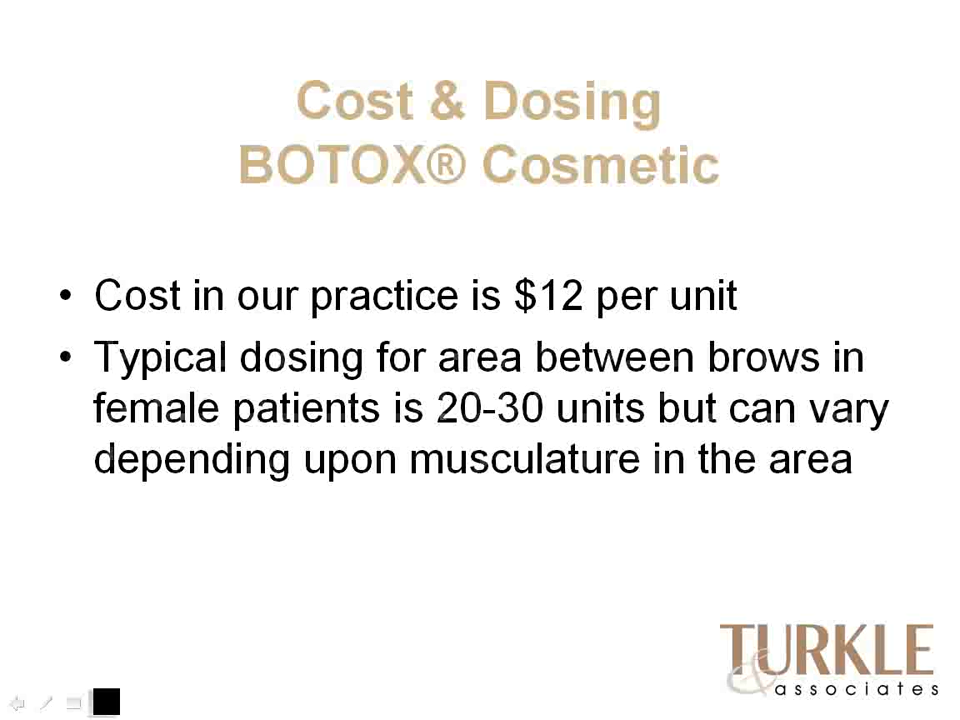 Cost & Dosing
BOTOX® Cosmetic
• Cost in our practice is $12 per unit
• Typical dosing for area between brows in
female patients is 20-30 units but can vary
depending upon musculature in the area
TURKLE
& associates